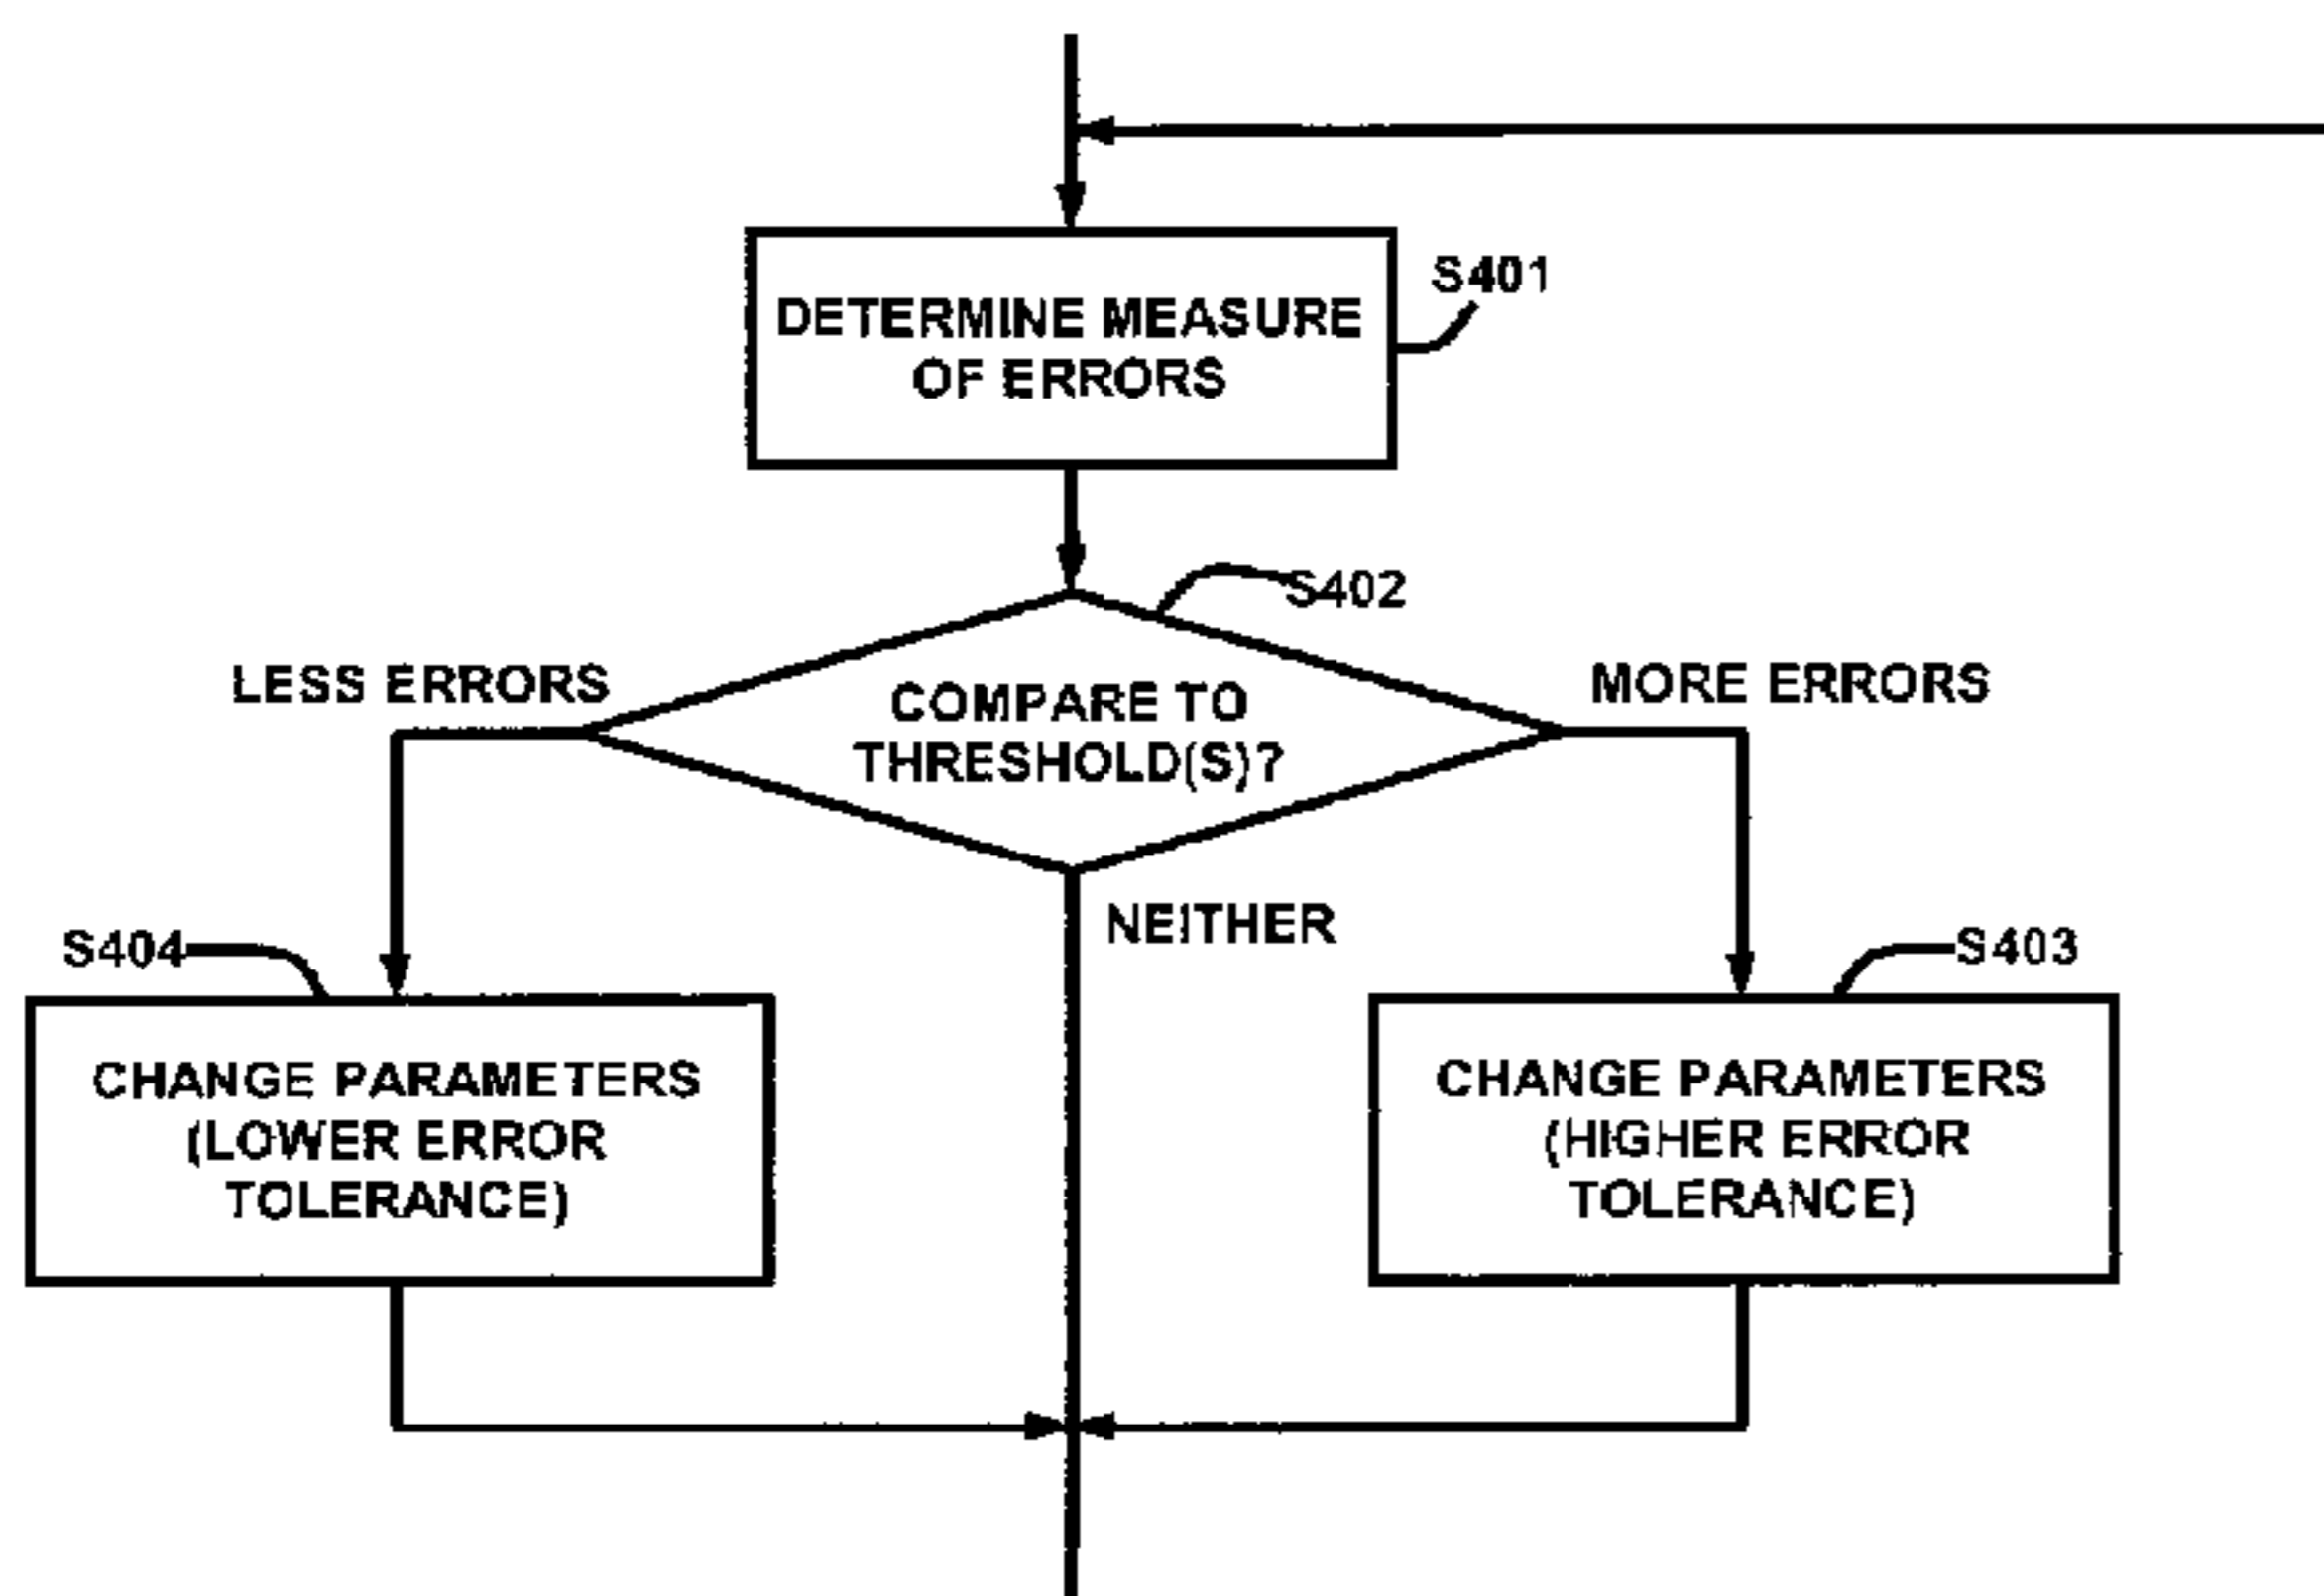 S401
DETERMINE MEASURE
OF ERRORS
S402
LESS ERRORS
MORE ERRORS
COMPARE TO
THRESHOLD(S)?
NEITHER
S404
S403
CHANGE PARAMETERS
(LOWER ERROR
TOLERANCE)
CHANGE PARAMETERS
(HIGHER ERROR
TOLERANCE)